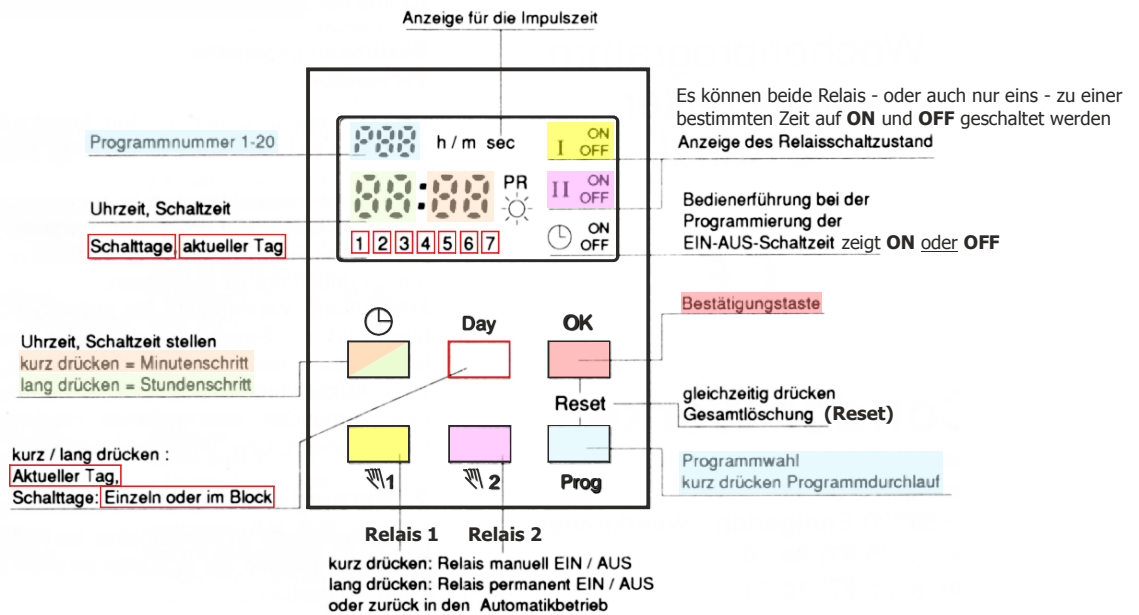 Anzeige für die Impulszeit
Es können beide Relais - oder auch nur eins - zu einer
bestimmten Zeit auf ON und OFF geschaltet werden
Anzeige des Relaisschaltzustand
Programmnummer 1-20
P88 h / m sec
I ON
OFF
88:88 PR
II ON
OFF
Uhrzeit, Schaltzeit
Bedienerführung bei der
Programmierung der
EIN-AUS-Schaltzeit zeigt ON oder OFF
Schalttage, aktueller Tag
1 2 3 4 5 6 7
ON
OFF
Bestätigungstaste
Day
OK
Uhrzeit, Schaltzeit stellen
kurz drücken = Minutenschritt
lang drücken = Stundenschritt
Reset
gleichzeitig drücken
Gesamtlöschung (Reset)
kurz / lang drücken :
Aktueller Tag,
Schalttage: Einzeln oder im Block
1
2
Prog
Programmwahl
kurz drücken Programmdurchlauf
Relais 1 Relais 2
kurz drücken: Relais manuell EIN / AUS
lang drücken: Relais permanent EIN / AUS
oder zurück in den Automatikbetrieb